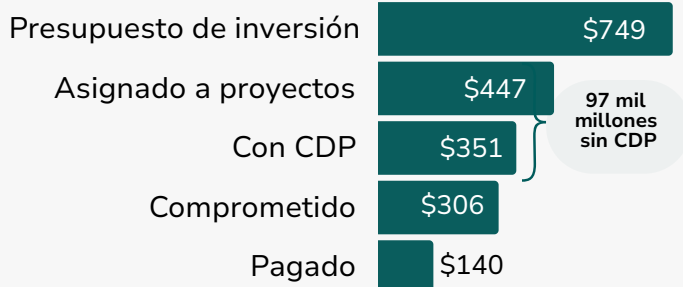 Presupuesto de inversión $749
Asignado a proyectos $447
97 mil
millones
sin CDP
Con CDP $351
Comprometido $306
Pagado $140